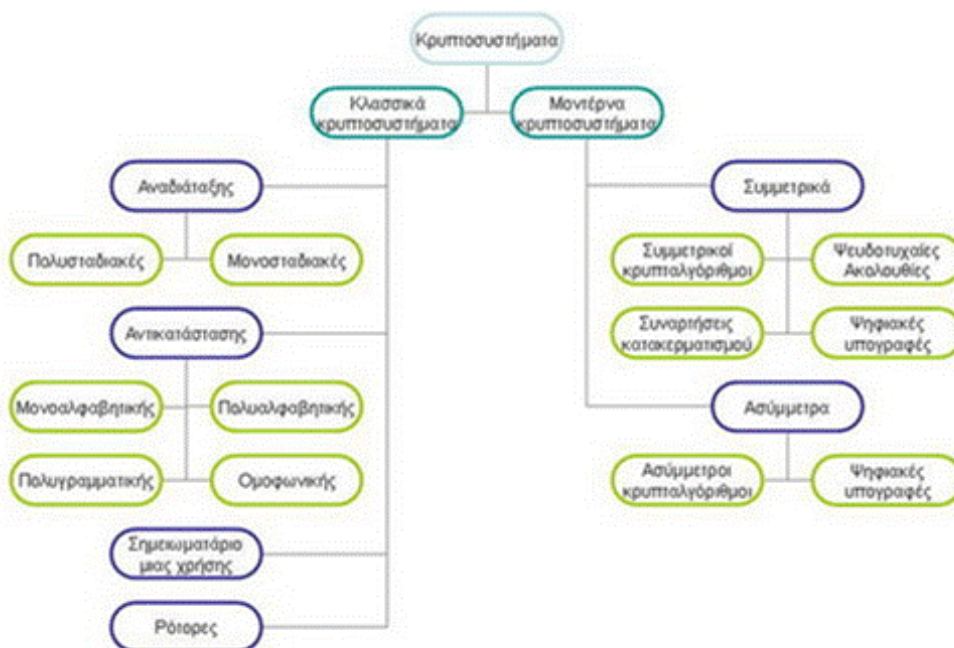 Κρυπτοσυστήματα
Κλασσικά
κρυπτοσυστήματα
Μοντέρνα
κρυπτοσυστήματα
Αναδιάταξης
Πολυσταδιακές
Μονοσταδιακές
Αντικατάστασης
Μονοαλφαβητικής
Πολυαλφαβητικής
Πολυγραμματικής
Ομοφωνικής
Σημειωματάριο
μιας χρήσης
Ρότορες
Συμμετρικά
Συμμετρικοί
κρυπταλγόριθμοι
Ψευδοτυχαίες
Ακολουθίες
Συναρτήσεις
κατακερματισμού
Ψηφιακές
υπογραφές
Ασύμμετρα
Ασύμμετροι
κρυπταλγόριθμοι
Ψηφιακές
υπογραφές